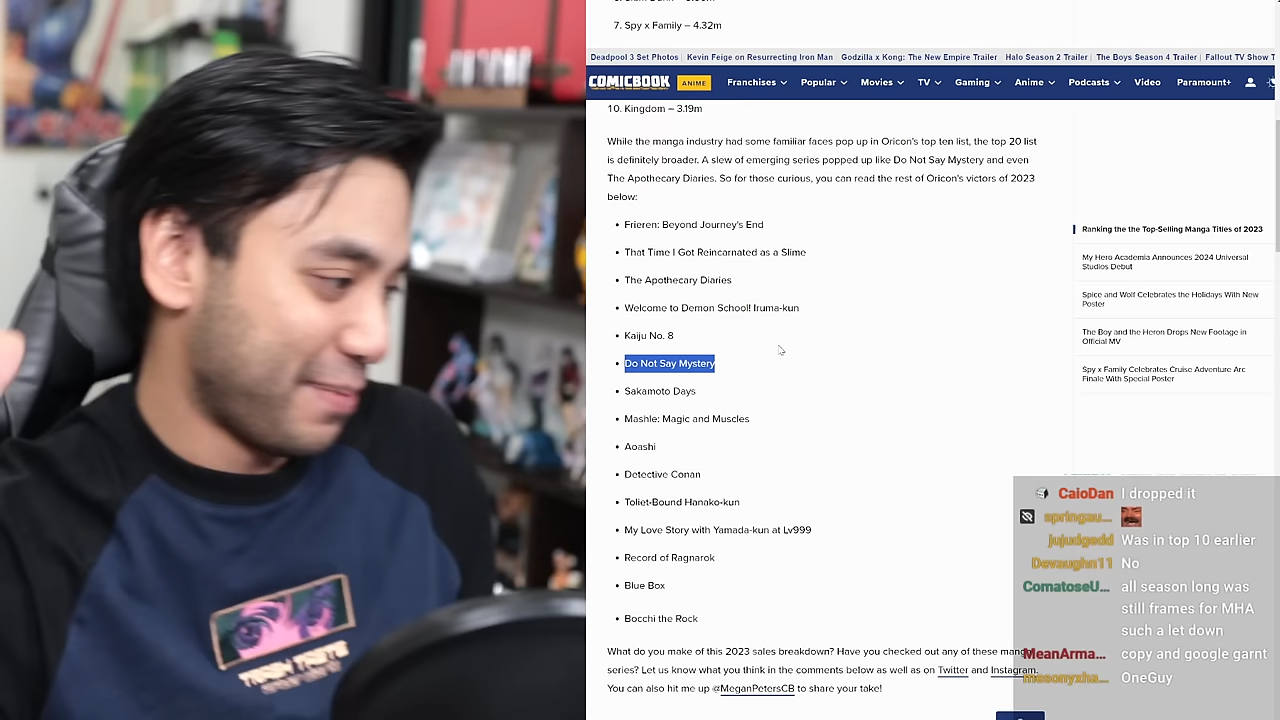 7. Spy x Family – 4.32m
Deadpool 3 Set Photos | Kevin Feige on Resurrecting Iron Man Godzilla x Kong: The New Empire Trailer Halo Season 2 Trailer | The Boys Season 4 Trailer | Fallout TV Show T
COMICBOOK ANIME Franchises Popular Movies TV Gaming Anime Podcasts Video Paramount+
10. Kingdom – 3.19m
While the manga industry had some familiar faces pop up in Oricon's top ten list, the top 20 list
is definitely broader. A slew of emerging series popped up like Do Not Say Mystery and even
The Apothecary Diaries. So for those curious, you can read the rest of Oricon's victors of 2023
below:
• Frieren: Beyond Journey's End
• That Time I Got Reincarnated as a Slime
• The Apothecary Diaries
• Welcome to Demon School! Iruma-kun
• Kaiju No. 8
• Do Not Say Mystery
• Sakamoto Days
• Mashle: Magic and Muscles
• Aoashi
• Detective Conan
• Toliet-Bound Hanako-kun
• My Love Story with Yamada-kun at Lv999
• Record of Ragnarok
• Blue Box
• Bocchi the Rock
What do you make of this 2023 sales breakdown? Have you checked out any of these manga
series? Let us know what you think in the comments below as well as on Twitter and Instagram.
You can also hit me up @MeganPetersCB to share your take!
Ranking the the Top-Selling Manga Titles of 2023
My Hero Academia Announces 2024 Universal
Studios Debut
Spice and Wolf Celebrates the Holidays With New
Poster
The Boy and the Heron Drops New Footage in
Official MV
Spy x Family Celebrates Cruise Adventure Arc
Finale With Special Poster
CaioDan I dropped it
springau...
jujudgedd Was in top 10 earlier
Devaughn11 No
ComatoseU... all season long was
still frames for MHA
such a let down
MeanArma... copy and google garnt
OneGuy